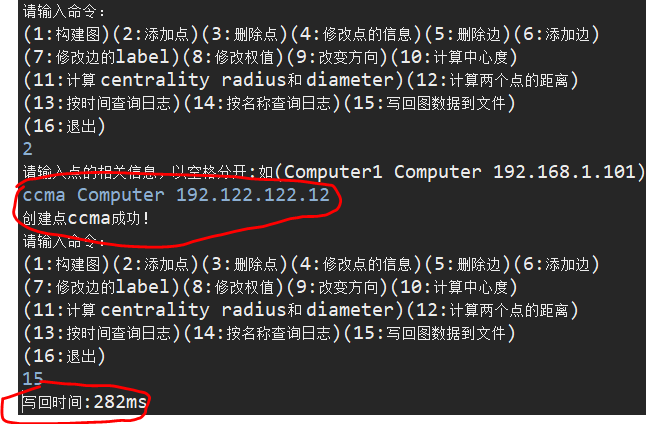 请输入命令:
(1:构建图)(2:添加点)(3:删除点)(4:修改点的信息)(5:删除边)(6:添加边)
(7:修改边的label)(8:修改权值)(9:改变方向)(10:计算中心度)
(11:计算 centrality radius和 diameter)(12:计算两个点的距离)
(13:按时间查询日志)(14:按名称查询日志)(15:写回图数据到文件)
(16:退出)
2
请输入点的相关信息，以空格分开:如(Computer1 Computer 192.168.1.101)
ccma Computer 192.122.122.12
创建点ccma成功!
请输入命令:
(1:构建图)(2:添加点)(3:删除点)(4:修改点的信息)(5:删除边)(6:添加边)
(7:修改边的label)(8:修改权值)(9:改变方向)(10:计算中心度)
(11:计算 centrality radius和 diameter)(12:计算两个点的距离)
(13:按时间查询日志)(14:按名称查询日志)(15:写回图数据到文件)
(16:退出)
15
写回时间:282ms